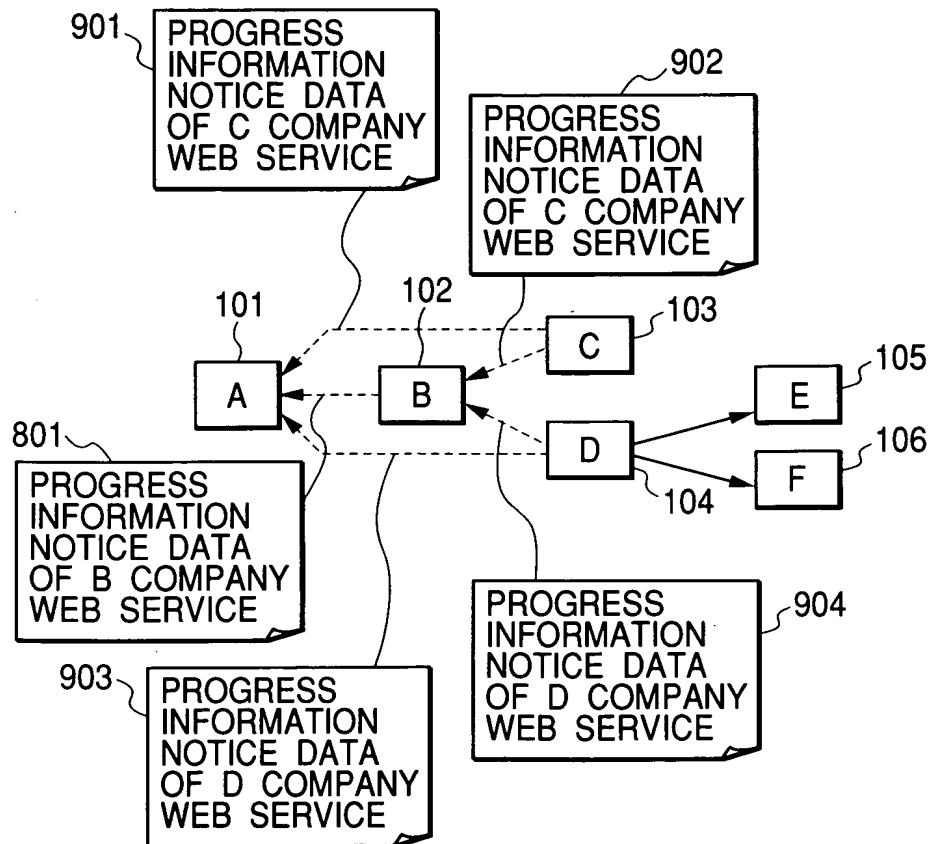 901
PROGRESS
INFORMATION
NOTICE DATA
OF C COMPANY
WEB SERVICE
902
PROGRESS
INFORMATION
NOTICE DATA
OF C COMPANY
WEB SERVICE
101
102
103
A
B
C
D
104
105
E
106
F
801
PROGRESS
INFORMATION
NOTICE DATA
OF B COMPANY
WEB SERVICE
903
PROGRESS
INFORMATION
NOTICE DATA
OF D COMPANY
WEB SERVICE
904
PROGRESS
INFORMATION
NOTICE DATA
OF D COMPANY
WEB SERVICE